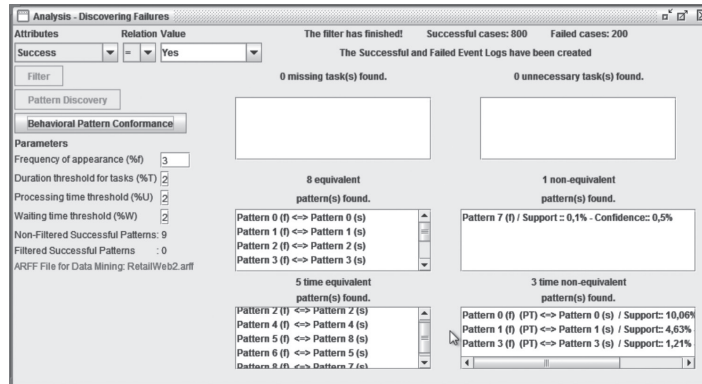 Analysis - Discovering Failures
Attributes Relation Value
Success = Yes
Filter
Pattern Discovery
Behavioral Pattern Conformance
Parameters
Frequency of appearance (%f) 3
Duration threshold for tasks (%T) 2
Processing time threshold (%U) 2
Waiting time threshold (%W) 2
Non-Filtered Successful Patterns: 9
Filtered Successful Patterns : 0
ARFF File for Data Mining: RetailWeb2.arff
The filter has finished! Successful cases: 800 Failed cases: 200
The Successful and Failed Event Logs have been created
0 missing task(s) found.
0 unnecessary task(s) found.
8 equivalent
pattern(s) found.
Pattern 0 (f) <=> Pattern 0 (s)
Pattern 1 (f) <=> Pattern 1 (s)
Pattern 2 (f) <=> Pattern 2 (s)
Pattern 3 (f) <=> Pattern 3 (s)
1 non-equivalent
pattern(s) found.
Pattern 7 (f) / Support :: 0,1% - Confidence:: 0,5%
5 time equivalent
pattern(s) found.
Pattern 2 (f) <=> Pattern 2 (s)
Pattern 4 (f) <=> Pattern 4 (s)
Pattern 5 (f) <=> Pattern 8 (s)
Pattern 6 (f) <=> Pattern 5 (s)
Pattern 8 (f) <=> Pattern 7 (s)
3 time non-equivalent
pattern(s) found.
Pattern 0 (f) (PT) <=> Pattern 0 (s) / Support:: 10,06%
Pattern 1 (f) (PT) <=> Pattern 1 (s) / Support:: 4,63%
Pattern 3 (f) (PT) <=> Pattern 3 (s) / Support:: 1,21%